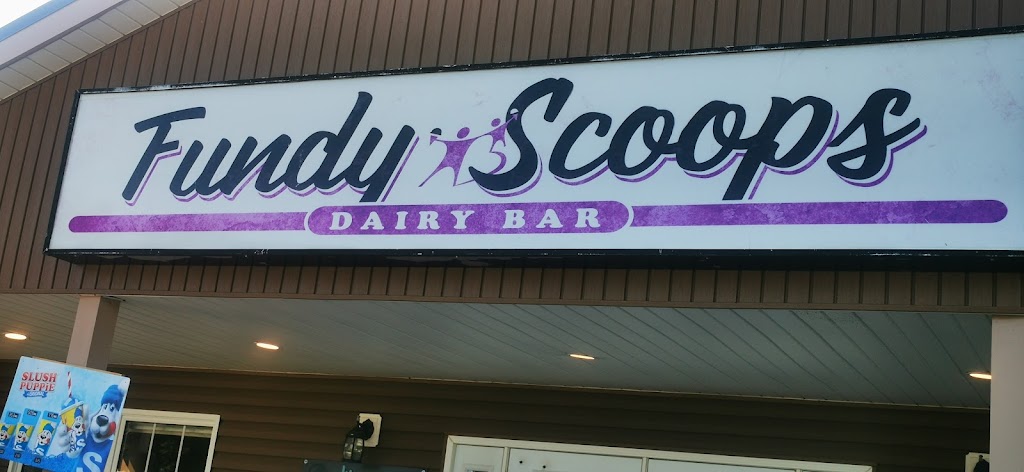 Fundy Scoops
DAIRY BAR
SLUSH
PUPPiE